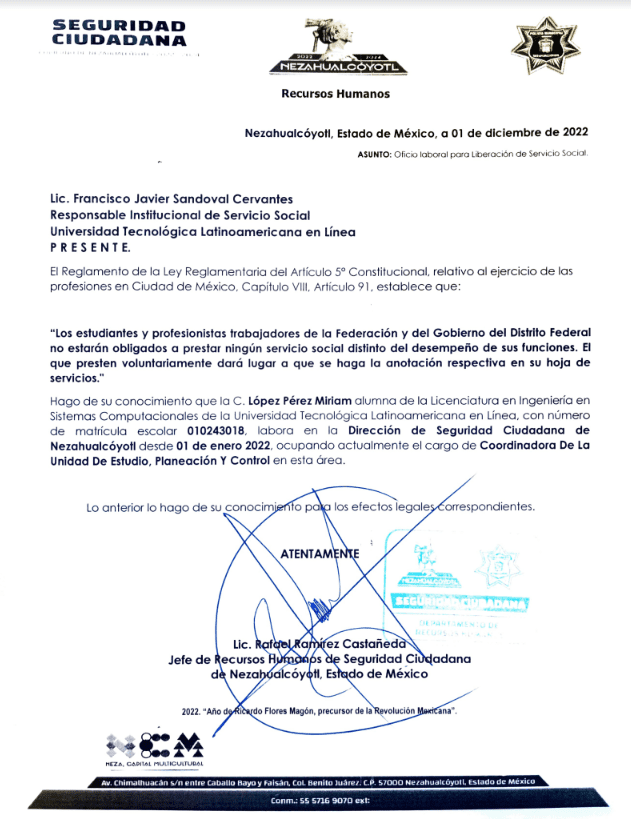 SEGURIDAD
CIUDADANA
2022 2024
NEZAHUALCÓYOTL
Recursos Humanos
Nezahualcóyotl, Estado de México, a 01 de diciembre de 2022
ASUNTO: Oficio laboral para Liberación de Servicio Social.
Lic. Francisco Javier Sandoval Cervantes
Responsable Institucional de Servicio Social
Universidad Tecnológica Latinoamericana en Línea
P R E S E N T E.
El Reglamento de la Ley Reglamentaria del Artículo 5° Constitucional, relativo al ejercicio de las
profesiones en Ciudad de México, Capítulo VIII, Artículo 91, establece que:
"Los estudiantes y profesionistas trabajadores de la Federación y del Gobierno del Distrito Federal
no estarán obligados a prestar ningún servicio social distinto del desempeño de sus funciones. El
que presten voluntariamente dará lugar a que se haga la anotación respectiva en su hoja de
servicios."
Hago de su conocimiento que la C. López Pérez Miriam alumna de la Licenciatura en Ingeniería en
Sistemas Computacionales de la Universidad Tecnológica Latinoamericana en Línea, con número
de matrícula escolar 010243018, labora en la Dirección de Seguridad Ciudadana de
Nezahualcóyotl desde 01 de enero 2022, ocupando actualmente el cargo de Coordinadora De La
Unidad De Estudio, Planeación Y Control en esta área.
Lo anterior lo hago de su conocimiento para los efectos legales correspondientes.
ATENTAMENTE
NEZAHUALCÓYOTL
SEGURIDAD CIUDADANA
DEPARTAMENTO DE
RECURSOS HUMANOS
Lic. Rafael Ramírez Castañeda
Jefe de Recursos Humanos de Seguridad Ciudadana
de Nezahualcóyotl, Estado de México
2022. "Año de Ricardo Flores Magón, precursor de la Revolución Mexicana".
NEZA, CAPITAL MULTICULTURAL
Av. Chimalhuacán s/n entre Caballo Bayo y Faisán, Col. Benito Juárez. C.P. 57000 Nezahualcóyotl, Estado de México
Conm.: 55 5716 9070 ext: